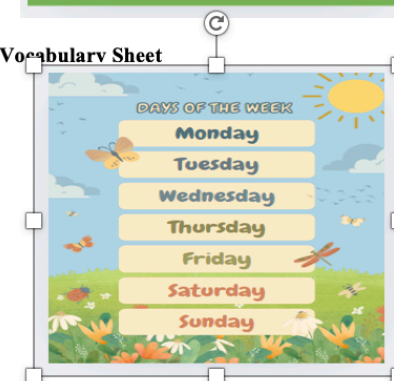 Vocabulary Sheet
DAYS OF THE WEEK
Monday
Tuesday
Wednesday
Thursday
Friday
Saturday
Sunday